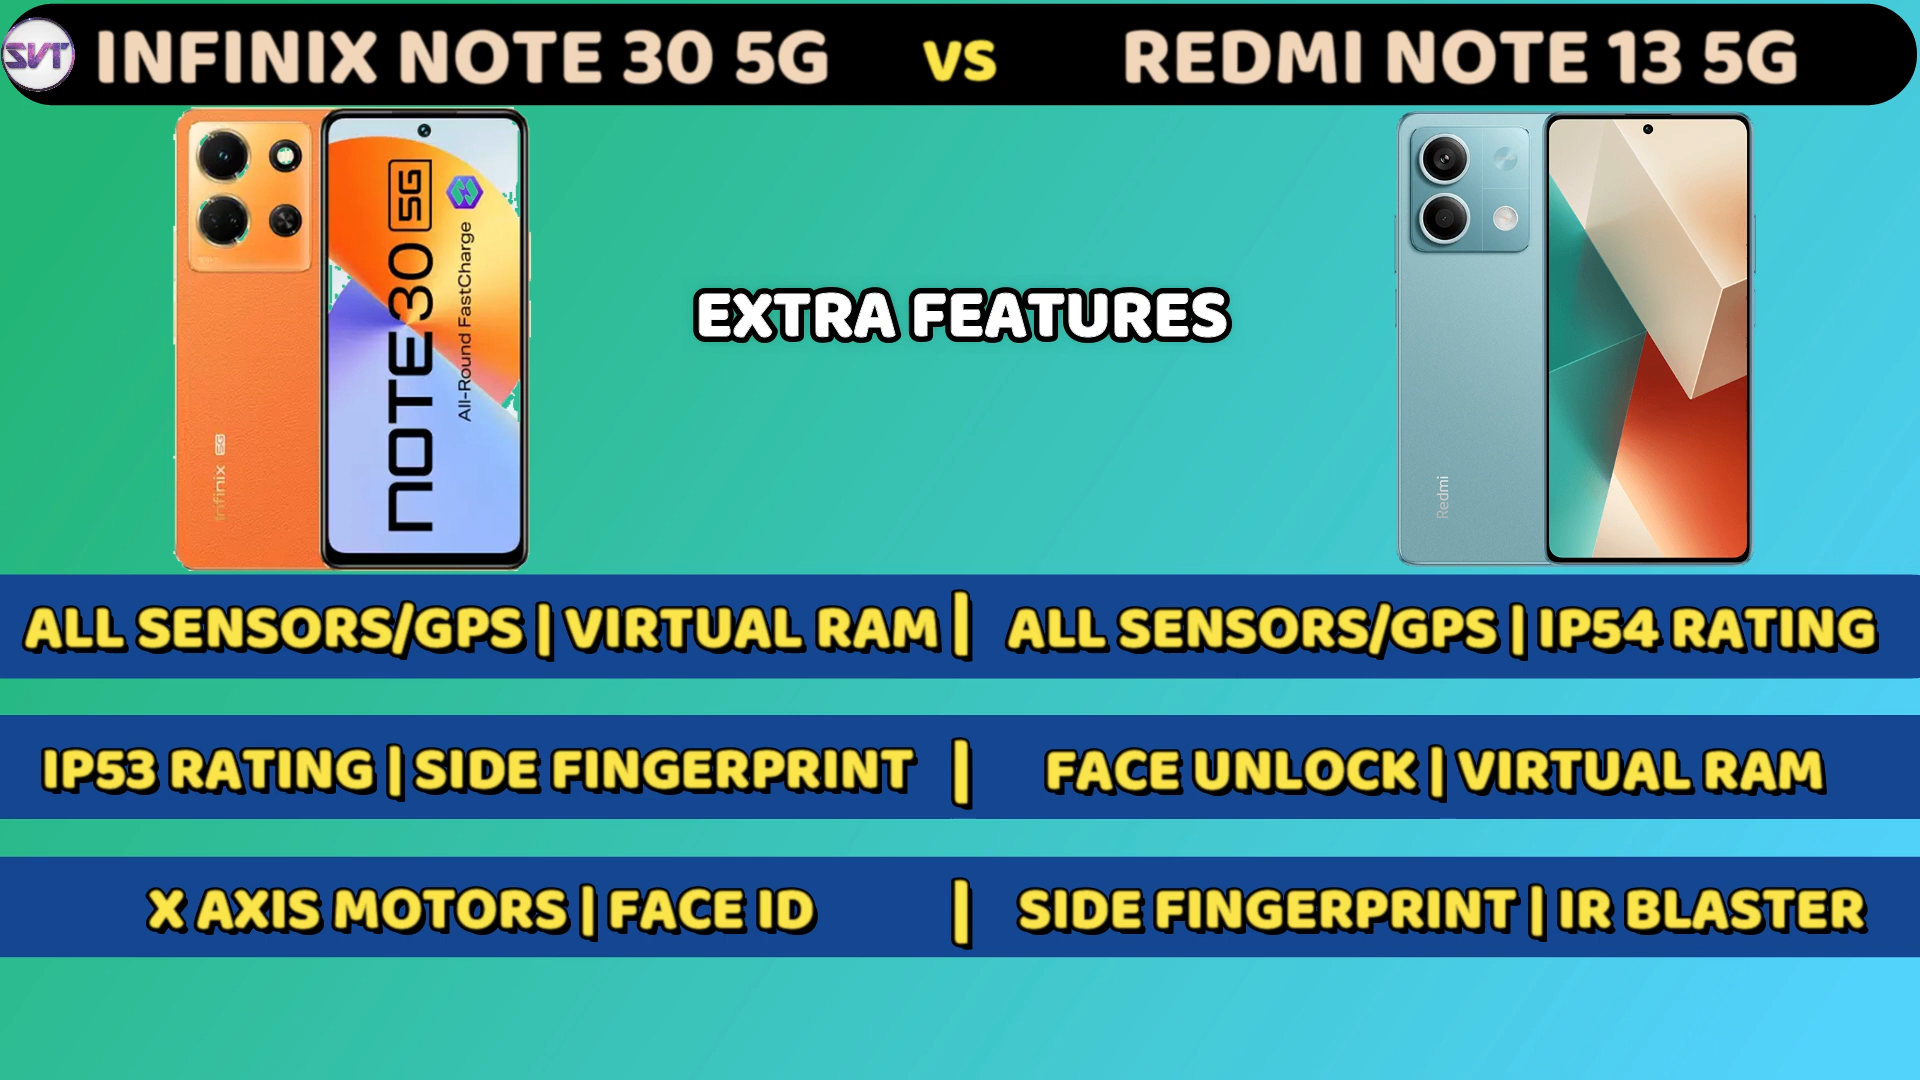 SVT
INFINIX NOTE 30 5G VS REDMI NOTE 13 5G
NOTE30 5G
All-Round FastCharge
Infinix 5G
Redmi
EXTRA FEATURES
ALL SENSORS/GPS | VIRTUAL RAM | ALL SENSORS/GPS | IP54 RATING
IP53 RATING | SIDE FINGERPRINT | FACE UNLOCK | VIRTUAL RAM
X AXIS MOTORS | FACE ID | SIDE FINGERPRINT | IR BLASTER